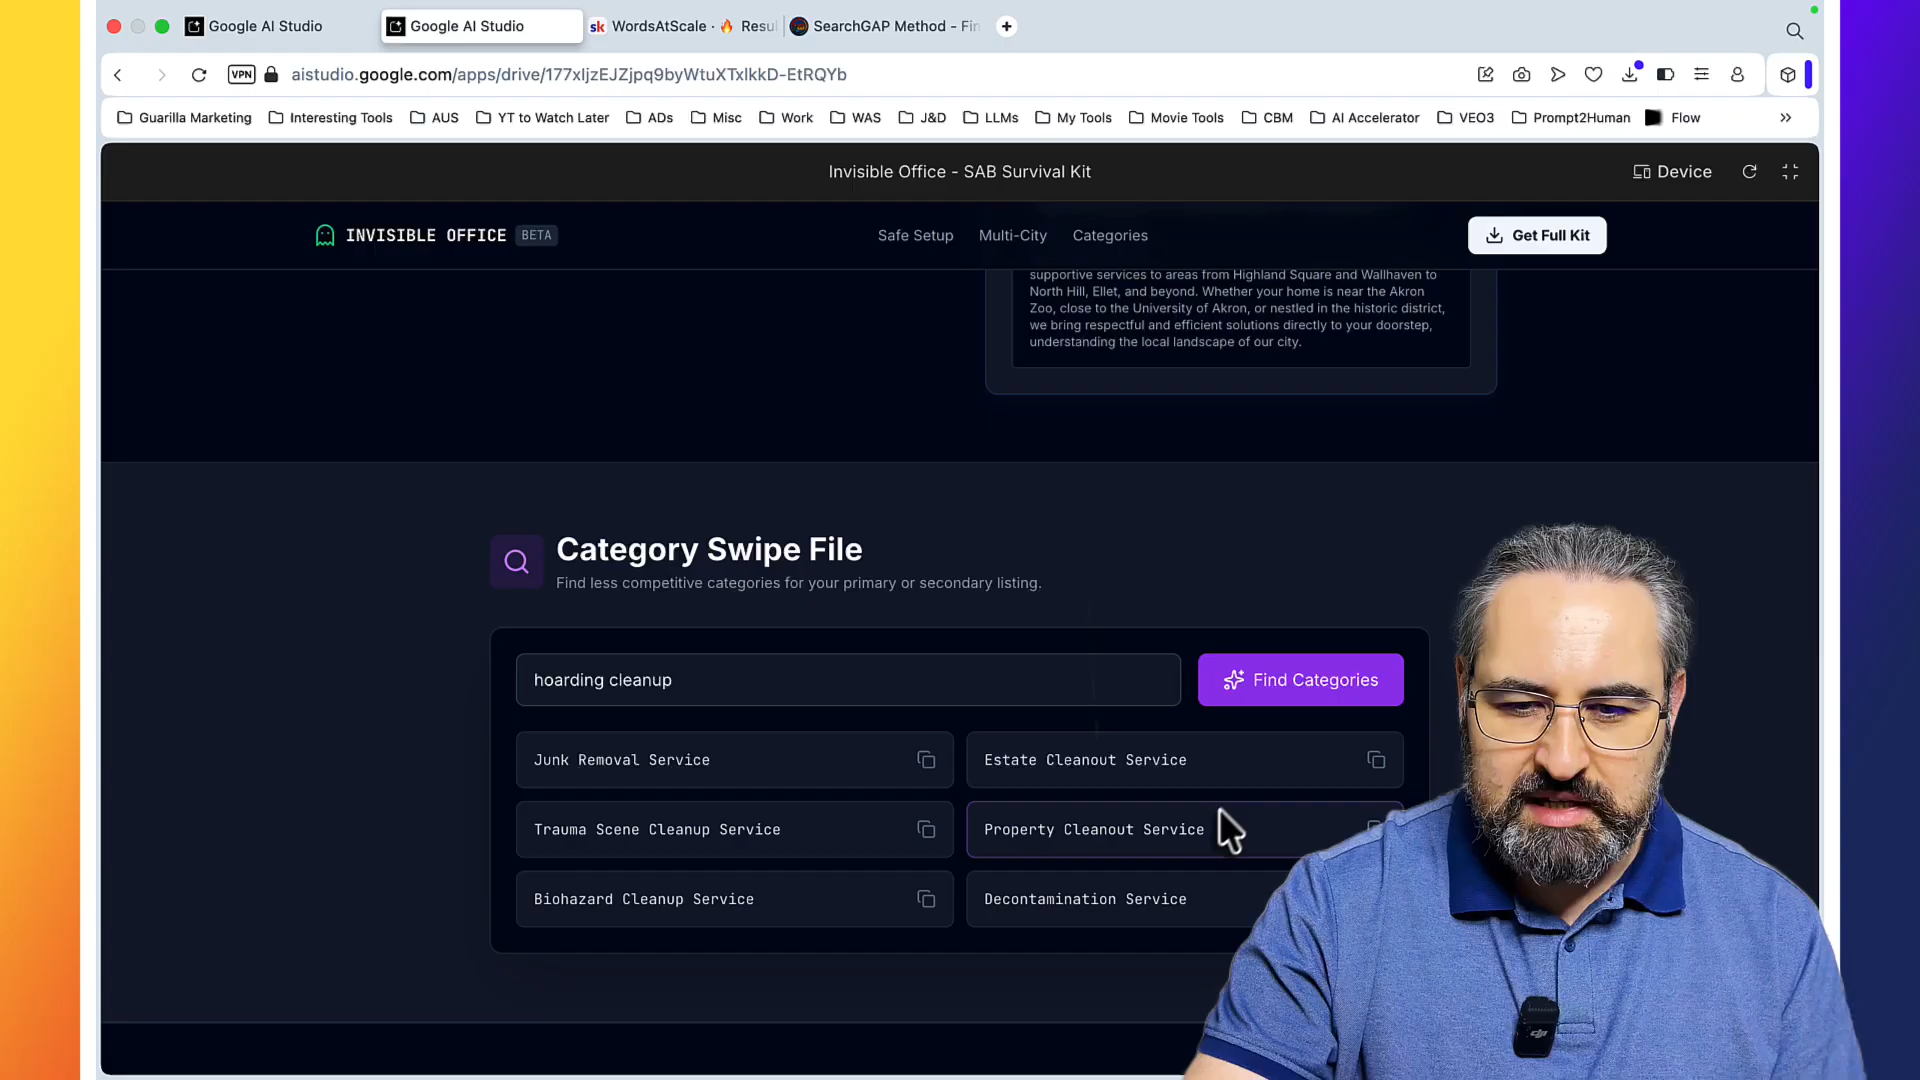 Google AI Studio
Google AI Studio
sk WordsAtScale · 🔥 Resu
SearchGAP Method - Fin
VPN
aistudio.google.com/apps/drive/177xIjzEJZjpq9byWtuXTxlkkD-EtRQYb
Guarilla Marketing
Interesting Tools
AUS
YT to Watch Later
ADs
Misc
Work
WAS
J&D
LLMs
My Tools
Movie Tools
CBM
AI Accelerator
VEO3
Prompt2Human
Flow
Invisible Office - SAB Survival Kit
Device
INVISIBLE OFFICE BETA
Safe Setup
Multi-City
Categories
Get Full Kit
supportive services to areas from Highland Square and Wallhaven to
North Hill, Ellet, and beyond. Whether your home is near the Akron
Zoo, close to the University of Akron, or nestled in the historic district,
we bring respectful and efficient solutions directly to your doorstep,
understanding the local landscape of our city.
Category Swipe File
Find less competitive categories for your primary or secondary listing.
hoarding cleanup
Find Categories
Junk Removal Service
Estate Cleanout Service
Trauma Scene Cleanup Service
Property Cleanout Service
Biohazard Cleanup Service
Decontamination Service
dji